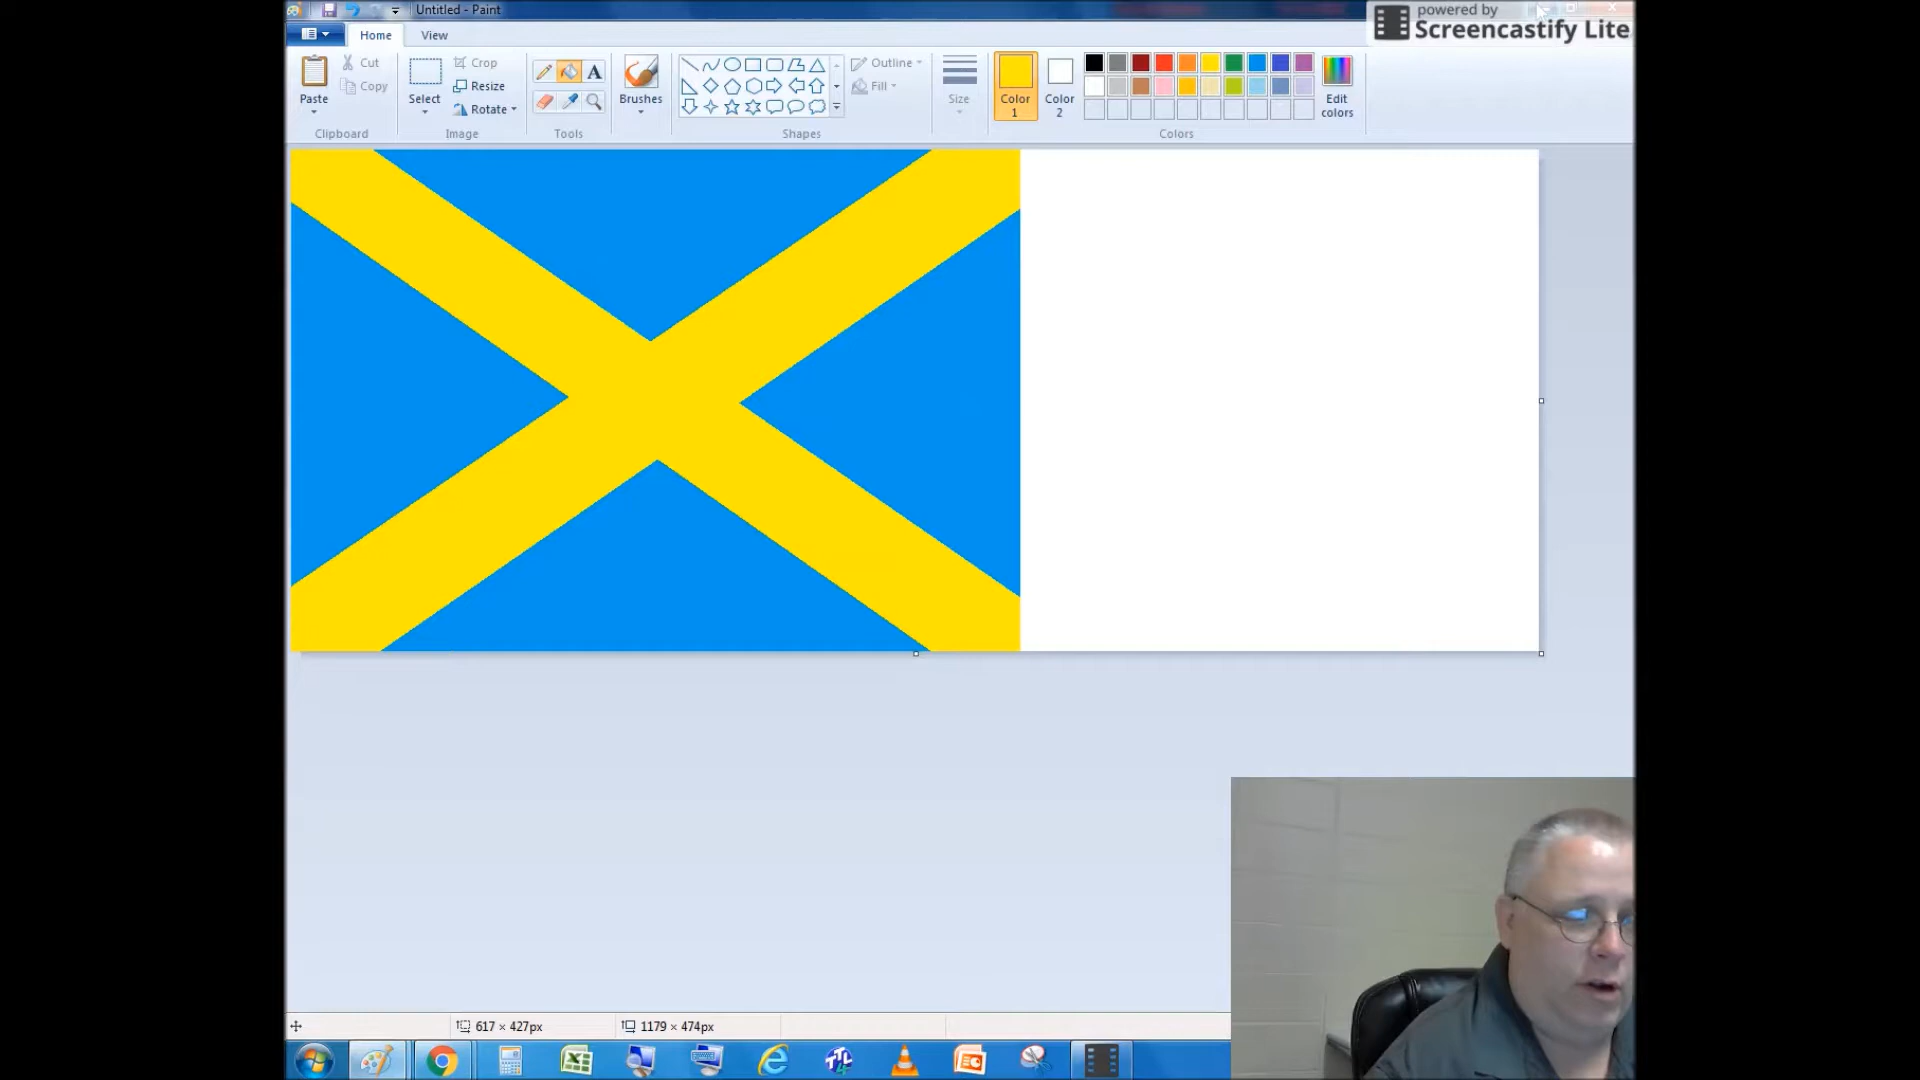 Untitled - Paint
powered by
Screencastify Lite
Home
View
Paste
Cut
Copy
Clipboard
Select
Crop
Resize
Rotate
Image
A
Tools
Brushes
Shapes
Outline
Fill
Size
Color
1
Color
2
Colors
Edit
colors
617 × 427px
1179 × 474px